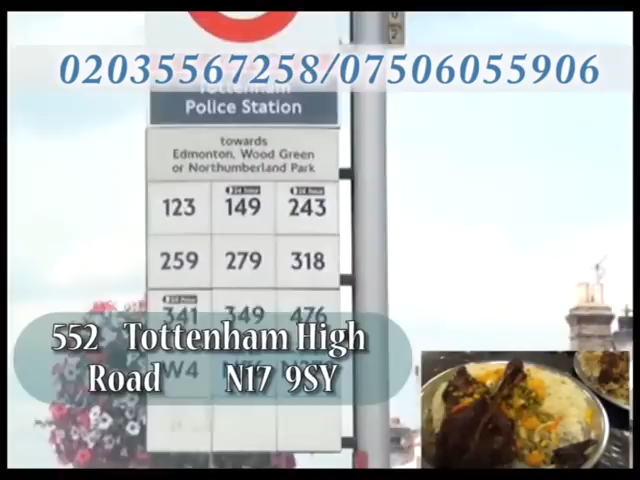 02035567258/07506055906
Tottenham
Police Station
towards
Edmonton, Wood Green
or Northumberland Park
24 hour 24 hour
123 149 243
259 279 318
24 hour
341 349 476
552 Tottenham High
Road N17 9SY
W4